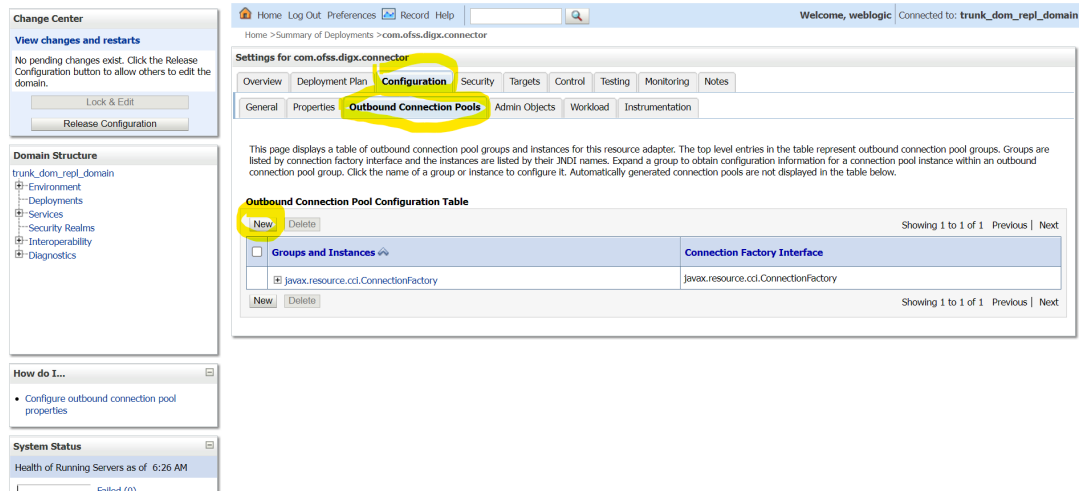 Change Center
View changes and restarts
No pending changes exist. Click the Release
Configuration button to allow others to edit the
domain.
Lock & Edit
Release Configuration
Domain Structure
trunk_dom_repl_domain
Environment
Deployments
Services
Security Realms
Interoperability
Diagnostics
How do I...
Configure outbound connection pool
properties
System Status
Health of Running Servers as of 6:26 AM
Failed (0)
Home Log Out Preferences Record Help
Welcome, weblogic Connected to: trunk_dom_repl_domain
Home >Summary of Deployments >com.ofss.digx.connector
Settings for com.ofss.digx.connector
Overview Deployment Plan Configuration Security Targets Control Testing Monitoring Notes
General Properties Outbound Connection Pools Admin Objects Workload Instrumentation
This page displays a table of outbound connection pool groups and instances for this resource adapter. The top level entries in the table represent outbound connection pool groups. Groups are
listed by connection factory interface and the instances are listed by their JNDI names. Expand a group to obtain configuration information for a connection pool instance within an outbound
connection pool group. Click the name of a group or instance to configure it. Automatically generated connection pools are not displayed in the table below.
Outbound Connection Pool Configuration Table
New Delete Showing 1 to 1 of 1 Previous | Next
Groups and Instances Connection Factory Interface
javax.resource.cci.ConnectionFactory javax.resource.cci.ConnectionFactory
New Delete Showing 1 to 1 of 1 Previous | Next